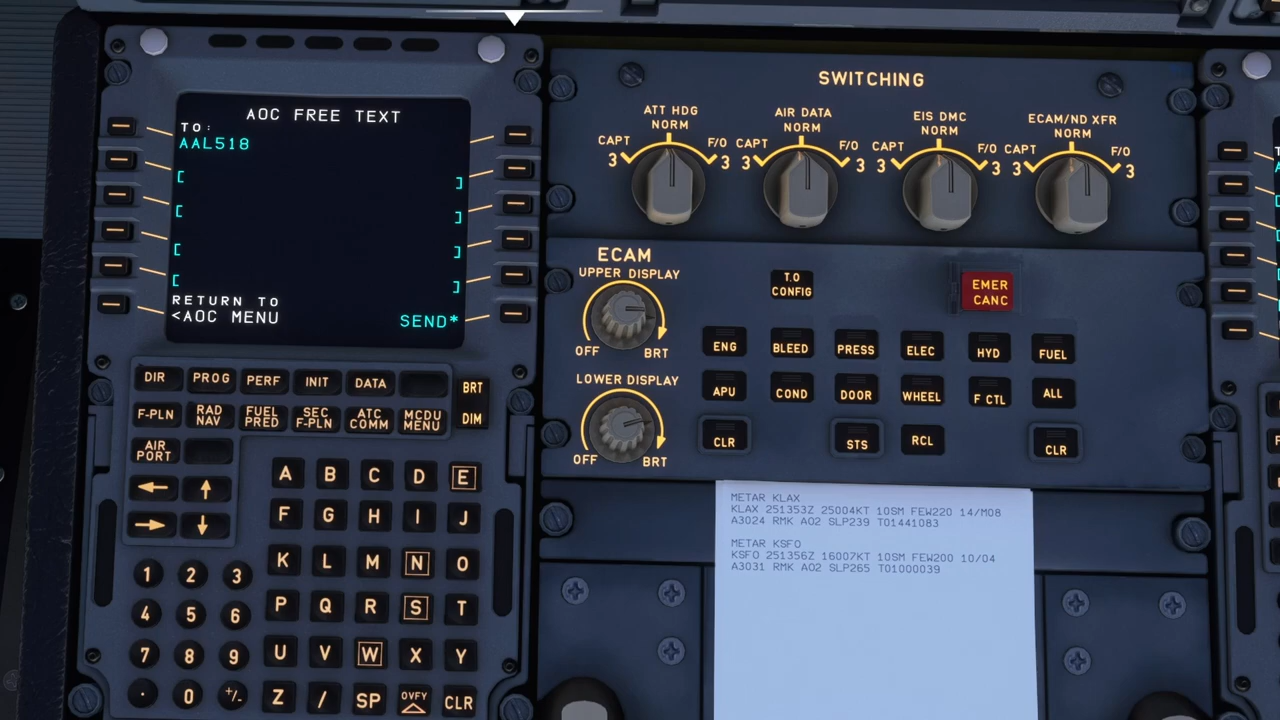 AOC FREE TEXT
TO:
AAL518
[ ]
[ ]
[ ]
[ ]
RETURN TO
<AOC MENU SEND*
DIR PROG PERF INIT DATA BRT
F-PLN RAD NAV FUEL PRED SEC F-PLN ATC COMM MCDU MENU DIM
AIR PORT
← ↑
→ ↓
A B C D E
F G H I J
K L M N O
P Q R S T
U V W X Y
Z / SP OVFY CLR
1 2 3
4 5 6
7 8 9
. 0 +/-
SWITCHING
ATT HDG AIR DATA EIS DMC ECAM/ND XFR
NORM NORM NORM NORM
CAPT F/O CAPT F/O CAPT F/O CAPT F/O
3 3 3 3 3 3 3 3
ECAM
UPPER DISPLAY
OFF BRT
LOWER DISPLAY
OFF BRT
T.O CONFIG
EMER CANC
ENG BLEED PRESS ELEC HYD FUEL
APU COND DOOR WHEEL F CTL ALL
CLR STS RCL CLR
METAR KLAX
KLAX 251353Z 25004KT 10SM FEW220 14/M08
A3024 RMK AO2 SLP239 T01441083
METAR KSFO
KSFO 251356Z 16007KT 10SM FEW200 10/04
A3031 RMK AO2 SLP265 T01000039